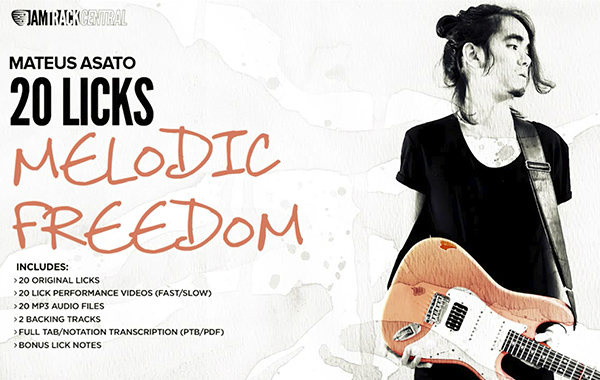 JAMTRACKCENTRAL
MATEUS ASATO
20 LICKS
MELODIC
FREEDOM
INCLUDES:
> 20 ORIGINAL LICKS
> 20 LICK PERFORMANCE VIDEOS (FAST/SLOW)
> 20 MP3 AUDIO FILES
> 2 BACKING TRACKS
> FULL TAB/NOTATION TRANSCRIPTION (PTB/PDF)
> BONUS LICK NOTES